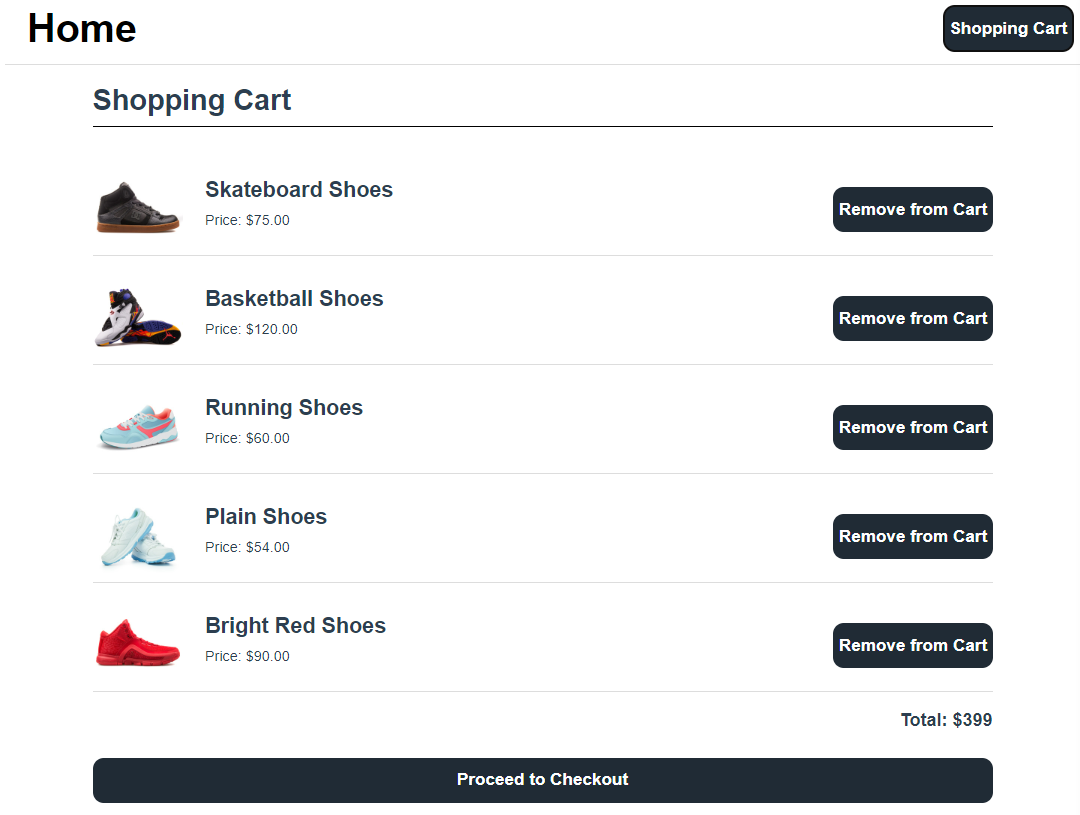 Home
Shopping Cart
Shopping Cart
Skateboard Shoes
Price: $75.00
Remove from Cart
Basketball Shoes
Price: $120.00
Remove from Cart
Running Shoes
Price: $60.00
Remove from Cart
Plain Shoes
Price: $54.00
Remove from Cart
Bright Red Shoes
Price: $90.00
Remove from Cart
Total: $399
Proceed to Checkout